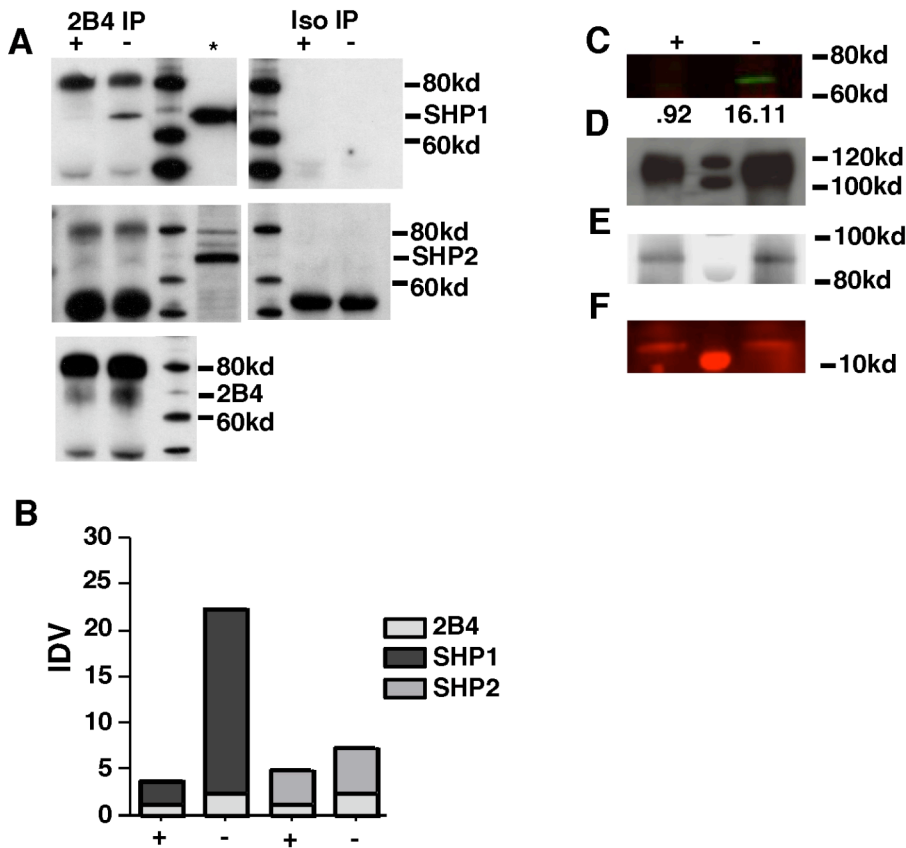 A
2B4 IP
Iso IP
+ - * + -
80kd
SHP1
60kd
80kd
SHP2
60kd
80kd
2B4
60kd
B
30
25
20
15
10
5
0
IDV
+ - + -
2B4
SHP1
SHP2
C
+ -
80kd
60kd
.92 16.11
D
120kd
100kd
E
100kd
80kd
F
10kd